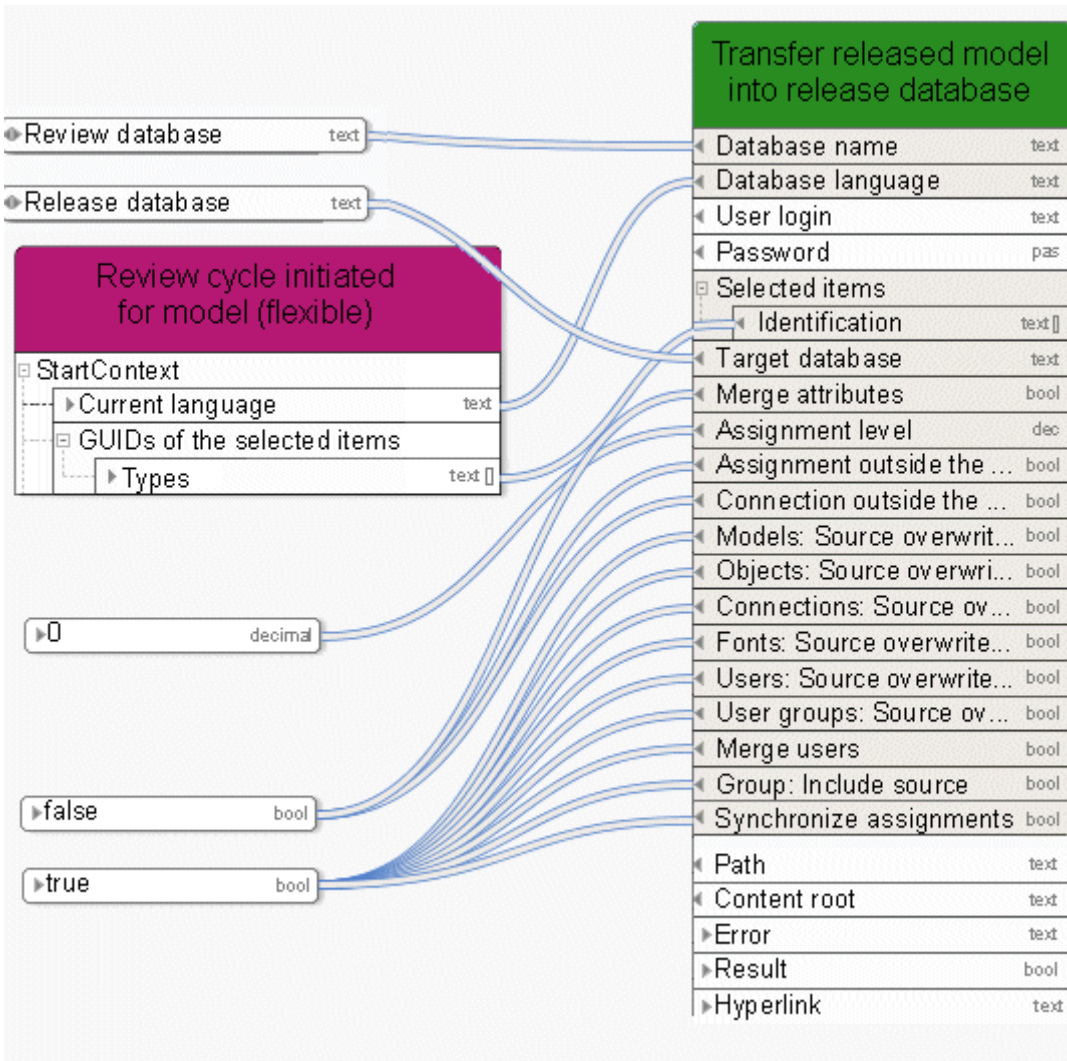 Review database text
Release database text
Review cycle initiated
for model (flexible)
StartContext
Current language text
GUIDs of the selected items
Types text []
0 decimal
false bool
true bool
Transfer released model
into release database
Database name text
Database language text
User login text
Password pas
Selected items
Identification text[]
Target database text
Merge attributes bool
Assignment level dec
Assignment outside the ... bool
Connection outside the ... bool
Models: Source overwrit... bool
Objects: Source overwri... bool
Connections: Source ov... bool
Fonts: Source overwrite... bool
Users: Source overwrite... bool
User groups: Source ov... bool
Merge users bool
Group: Include source bool
Synchronize assignments bool
Path text
Content root text
Error text
Result bool
Hyperlink text